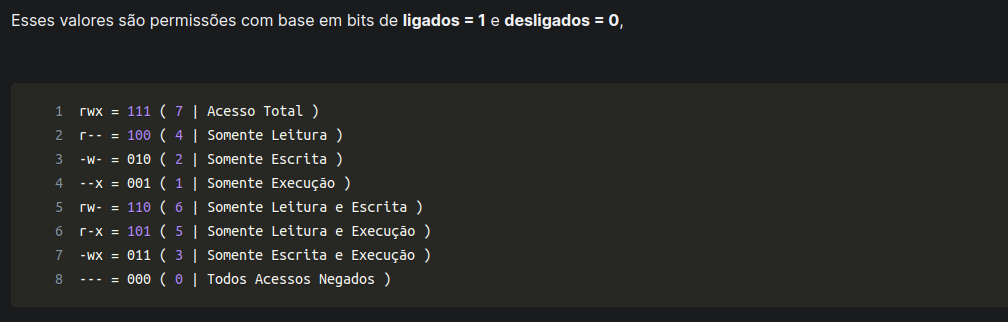 Esses valores são permissões com base em bits de ligados = 1 e desligados = 0,
1 rwx = 111 ( 7 | Acesso Total )
2 r-- = 100 ( 4 | Somente Leitura )
3 -w- = 010 ( 2 | Somente Escrita )
4 --x = 001 ( 1 | Somente Execução )
5 rw- = 110 ( 6 | Somente Leitura e Escrita )
6 r-x = 101 ( 5 | Somente Leitura e Execução )
7 -wx = 011 ( 3 | Somente Escrita e Execução )
8 --- = 000 ( 0 | Todos Acessos Negados )